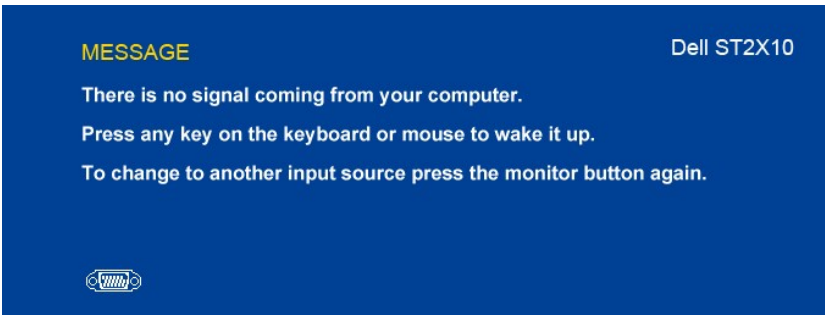 MESSAGE
Dell ST2X10
There is no signal coming from your computer.
Press any key on the keyboard or mouse to wake it up.
To change to another input source press the monitor button again.